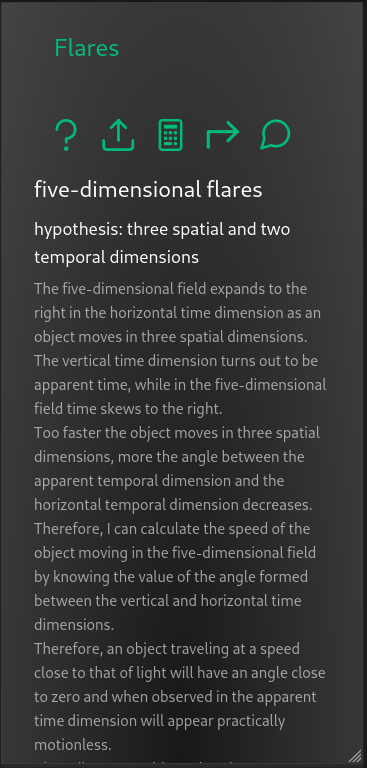 Flares
five-dimensional flares
hypothesis: three spatial and two
temporal dimensions
The five-dimensional field expands to the
right in the horizontal time dimension as an
object moves in three spatial dimensions.
The vertical time dimension turns out to be
apparent time, while in the five-dimensional
field time skews to the right.
Too faster the object moves in three spatial
dimensions, more the angle between the
apparent temporal dimension and the
horizontal temporal dimension decreases.
Therefore, I can calculate the speed of the
object moving in the five-dimensional field
by knowing the value of the angle formed
between the vertical and horizontal time
dimensions.
Therefore, an object traveling at a speed
close to that of light will have an angle close
to zero and when observed in the apparent
time dimension will appear practically
motionless.